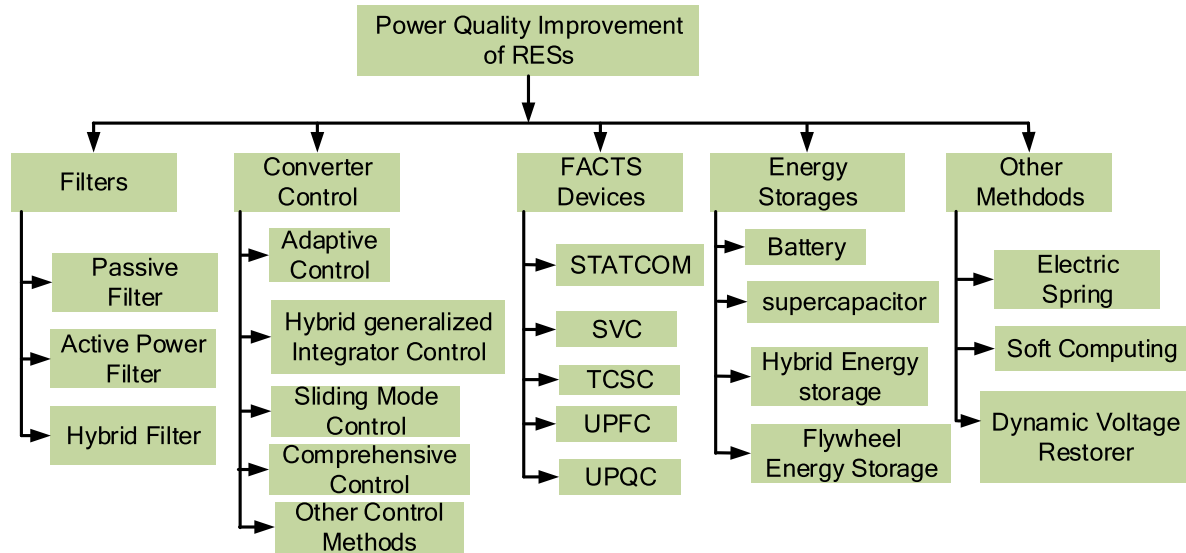 Power Quality Improvement
of RESs
Filters
Passive
Filter
Active Power
Filter
Hybrid Filter
Converter
Control
Adaptive
Control
Hybrid generalized
Integrator Control
Sliding Mode
Control
Comprehensive
Control
Other Control
Methods
FACTS
Devices
STATCOM
SVC
TCSC
UPFC
UPQC
Energy
Storages
Battery
supercapacitor
Hybrid Energy
storage
Flywheel
Energy Storage
Other
Methdods
Electric
Spring
Soft Computing
Dynamic Voltage
Restorer